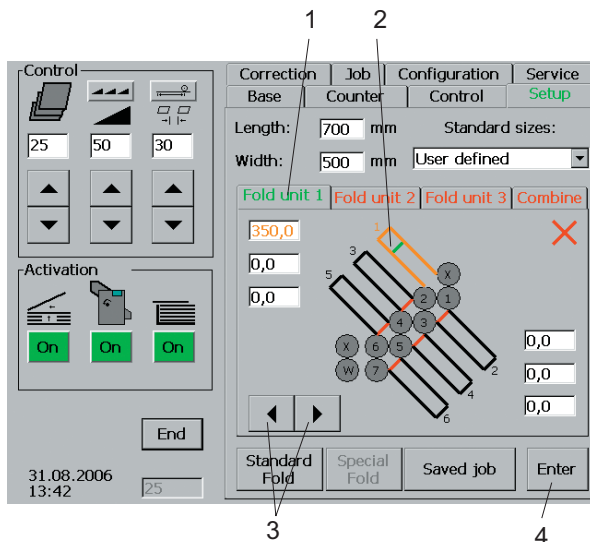 1 2
Control
25 50 30
Activation
On On On
End
31.08.2006
13:42
25
Correction Job Configuration Service
Base Counter Control Setup
Length: 700 mm Standard sizes:
Width: 500 mm User defined
Fold unit 1 Fold unit 2 Fold unit 3 Combine
350,0
0,0
0,0
1
3
5
X
2 1
4 3
X 6 5
W 7
2
4
6
0,0
0,0
0,0
Standard Fold
Special Fold
Saved job
Enter
3 4